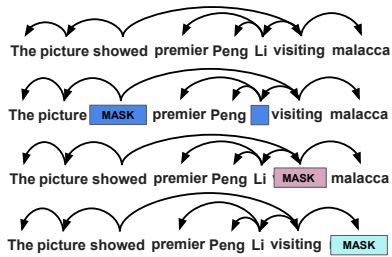 The picture showed premier Peng Li visiting malacca
The picture MASK premier Peng visiting malacca
The picture showed premier Peng Li MASK malacca
The picture showed premier Peng Li visiting MASK